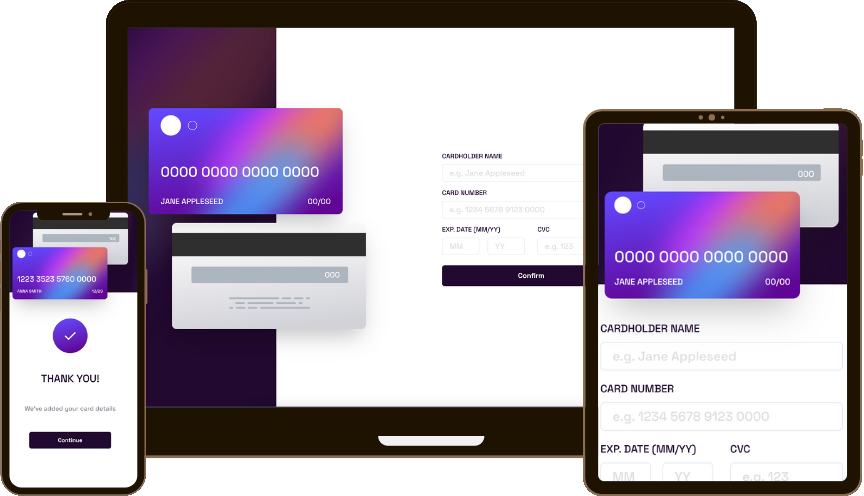 0000 0000 0000 0000
JANE APPLESEED 00/00
000
CARDHOLDER NAME
e.g. Jane Appleseed
CARD NUMBER
e.g. 1234 5678 9123 0000
EXP. DATE (MM/YY) CVC
MM YY e.g. 123
Confirm
000
1223 3523 5760 0000
ANNA SMITH 12/23
THANK YOU!
We've added your card details
Continue
000
0000 0000 0000 0000
JANE APPLESEED 00/00
CARDHOLDER NAME
e.g. Jane Appleseed
CARD NUMBER
e.g. 1234 5678 9123 0000
EXP. DATE (MM/YY) CVC
MM YY e.g. 123